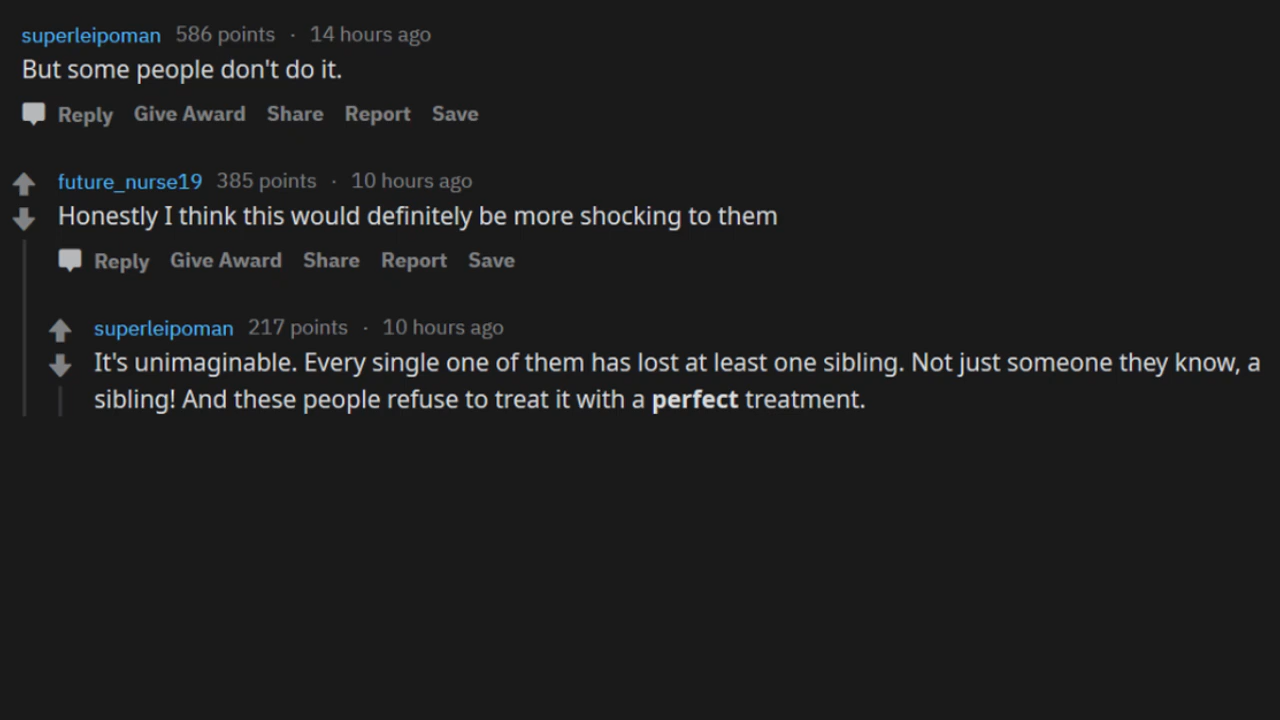 superleipoman 586 points · 14 hours ago
But some people don't do it.
Reply Give Award Share Report Save
future_nurse19 385 points · 10 hours ago
Honestly I think this would definitely be more shocking to them
Reply Give Award Share Report Save
superleipoman 217 points · 10 hours ago
It's unimaginable. Every single one of them has lost at least one sibling. Not just someone they know, a
sibling! And these people refuse to treat it with a perfect treatment.